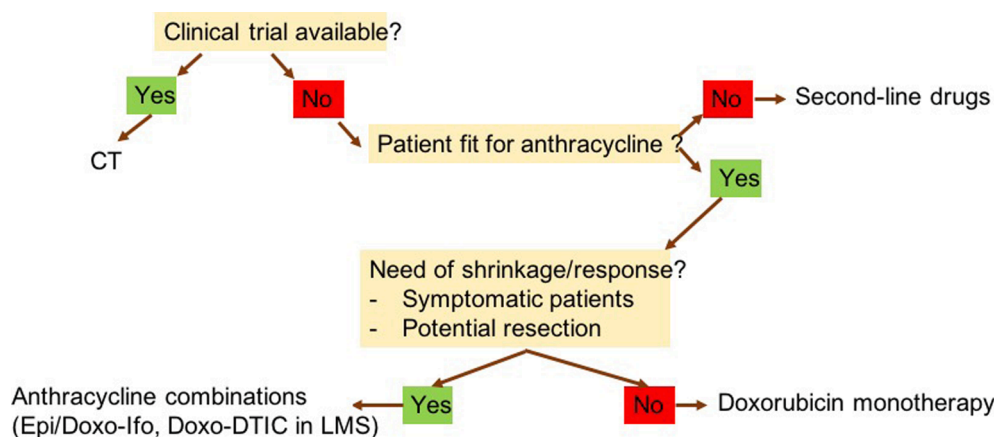 Clinical trial available?
Yes
No
No
Second-line drugs
CT
Patient fit for anthracycline ?
Yes
Need of shrinkage/response?
- Symptomatic patients
- Potential resection
Anthracycline combinations
(Epi/Doxo-Ifo, Doxo-DTIC in LMS)
Yes
No
Doxorubicin monotherapy